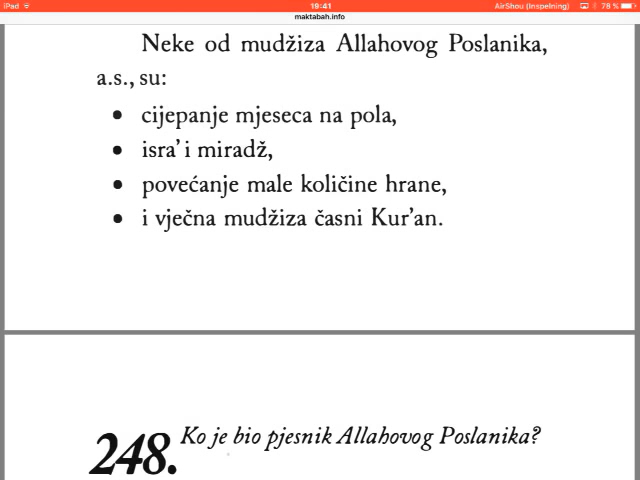 iPad 19:41 AirShou (Inspelning) 78 %
maktabah.info
Neke od mudžiza Allahovog Poslanika,
a.s., su:
• cijepanje mjeseca na pola,
• isra' i miradž,
• povećanje male količine hrane,
• i vječna mudžiza časni Kur'an.
248. Ko je bio pjesnik Allahovog Poslanika?